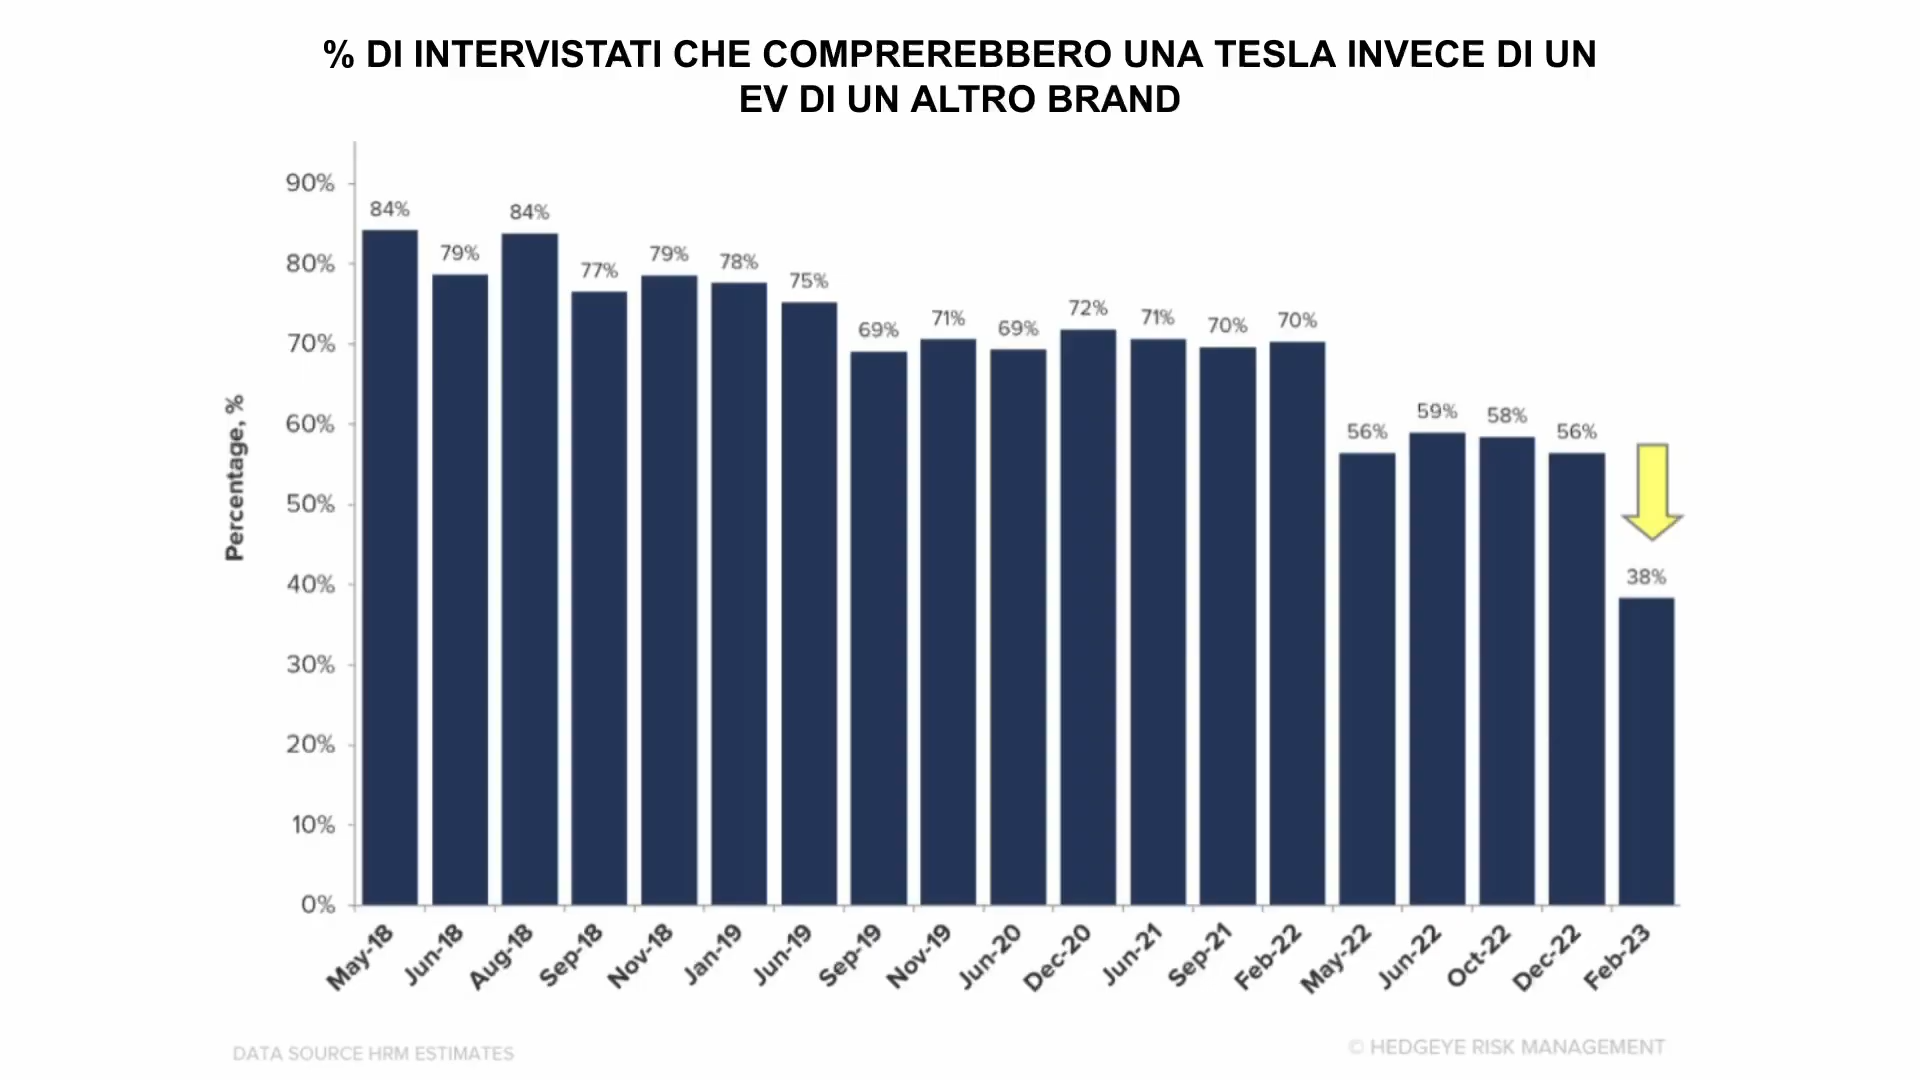 % DI INTERVISTATI CHE COMPREREBBERO UNA TESLA INVECE DI UN
EV DI UN ALTRO BRAND
Percentage, %
90%
80%
70%
60%
50%
40%
30%
20%
10%
0%
84%
79%
84%
77%
79%
78%
75%
69%
71%
69%
72%
71%
70%
70%
56%
59%
58%
56%
38%
May-18
Jun-18
Aug-18
Sep-18
Nov-18
Jan-19
Jun-19
Sep-19
Nov-19
Jun-20
Dec-20
Jun-21
Sep-21
Feb-22
May-22
Jun-22
Oct-22
Dec-22
Feb-23
DATA SOURCE HRM ESTIMATES
© HEDGEYE RISK MANAGEMENT